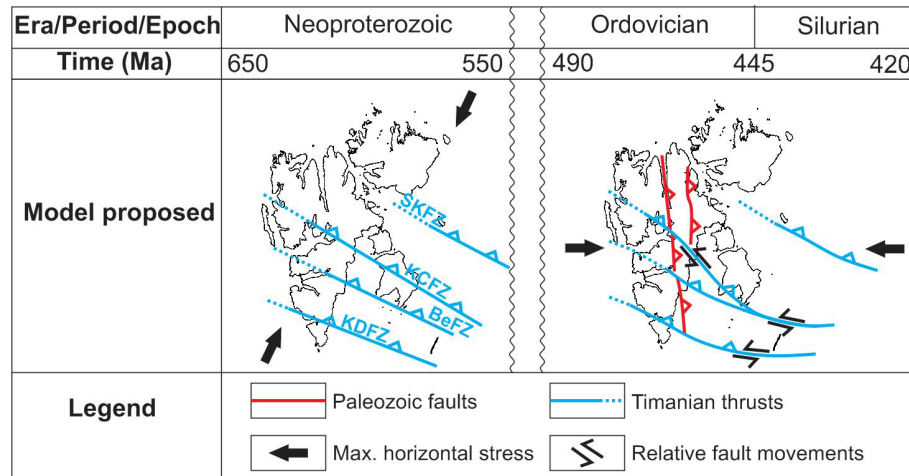 Era/Period/Epoch Neoproterozoic Ordovician Silurian
Time (Ma) 650 550 490 445 420
Model proposed
SKFZ
KCFZ
BeFZ
KDFZ
Legend
Paleozoic faults Timanian thrusts
Max. horizontal stress Relative fault movements